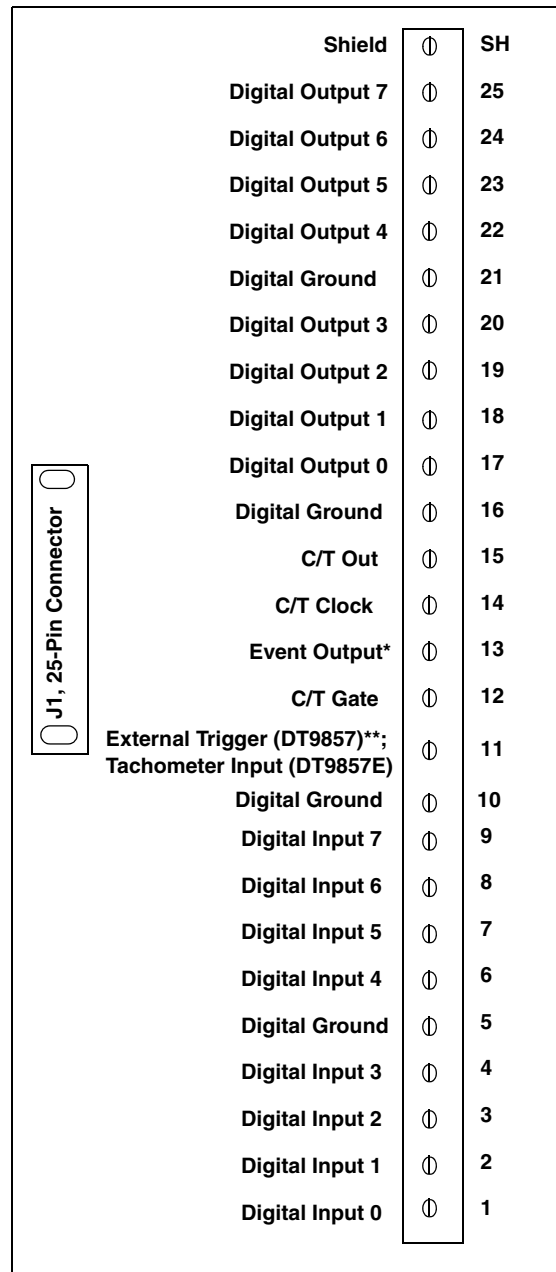 Shield SH
Digital Output 7 25
Digital Output 6 24
Digital Output 5 23
Digital Output 4 22
Digital Ground 21
Digital Output 3 20
Digital Output 2 19
Digital Output 1 18
Digital Output 0 17
Digital Ground 16
C/T Out 15
C/T Clock 14
Event Output* 13
C/T Gate 12
External Trigger (DT9857)**;
Tachometer Input (DT9857E) 11
Digital Ground 10
Digital Input 7 9
Digital Input 6 8
Digital Input 5 7
Digital Input 4 6
Digital Ground 5
Digital Input 3 4
Digital Input 2 3
Digital Input 1 2
Digital Input 0 1
J1, 25-Pin Connector